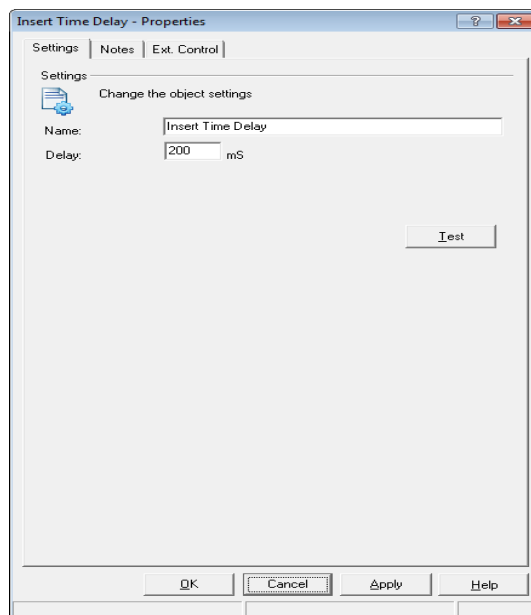 Insert Time Delay - Properties
Settings Notes Ext. Control
Settings
Change the object settings
Name: Insert Time Delay
Delay: 200 mS
Test
OK Cancel Apply Help